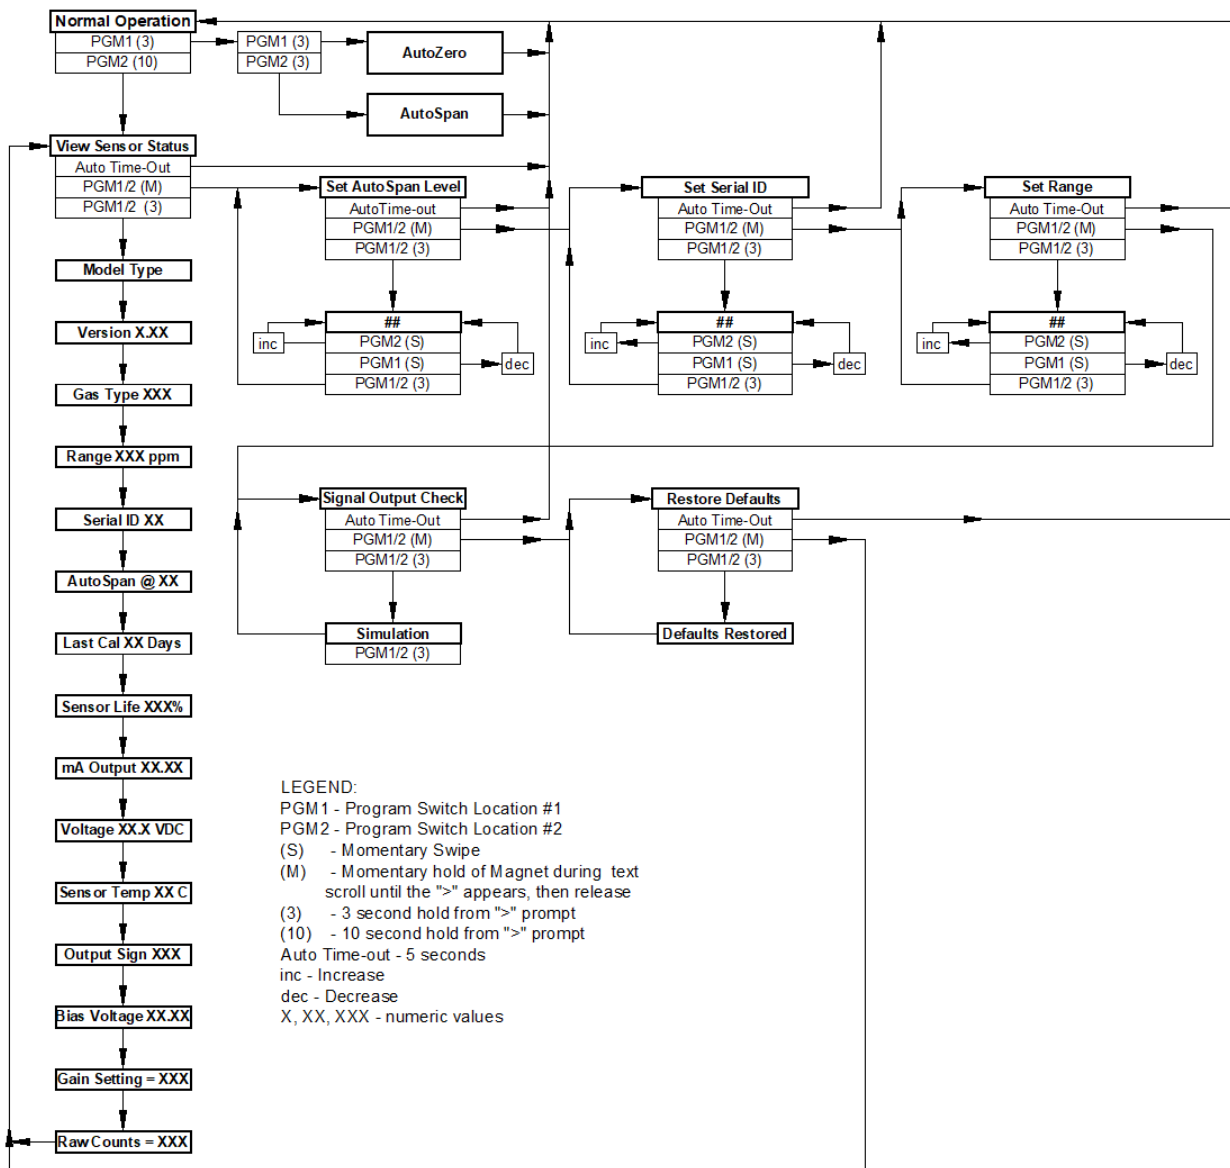 Normal Operation
PGM1 (3)
PGM2 (10)
PGM1 (3)
PGM2 (3)
AutoZero
AutoSpan
View Sensor Status
Auto Time-Out
PGM1/2 (M)
PGM1/2 (3)
Set AutoSpan Level
AutoTime-out
PGM1/2 (M)
PGM1/2 (3)
##
PGM2 (S)
PGM1 (S)
PGM1/2 (3)
inc
dec
Set Serial ID
Auto Time-Out
PGM1/2 (M)
PGM1/2 (3)
##
PGM2 (S)
PGM1 (S)
PGM1/2 (3)
inc
dec
Set Range
Auto Time-Out
PGM1/2 (M)
PGM1/2 (3)
##
PGM2 (S)
PGM1 (S)
PGM1/2 (3)
inc
dec
Model Type
Version X.XX
Gas Type XXX
Range XXX ppm
Serial ID XX
AutoSpan @ XX
Last Cal XX Days
Sensor Life XXX%
mA Output XX.XX
Voltage XX.X VDC
Sensor Temp XX C
Output Sign XXX
Bias Voltage XX.XX
Gain Setting = XXX
Raw Counts = XXX
Signal Output Check
Auto Time-Out
PGM1/2 (M)
PGM1/2 (3)
Simulation
PGM1/2 (3)
Restore Defaults
Auto Time-Out
PGM1/2 (M)
PGM1/2 (3)
Defaults Restored
LEGEND:
PGM1 - Program Switch Location #1
PGM2 - Program Switch Location #2
(S) - Momentary Swipe
(M) - Momentary hold of Magnet during text
scroll until the ">" appears, then release
(3) - 3 second hold from ">" prompt
(10) - 10 second hold from ">" prompt
Auto Time-out - 5 seconds
inc - Increase
dec - Decrease
X, XX, XXX - numeric values